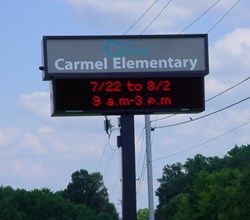 Carmel Elementary
7/22 to 8/2
9 a.m-3 p.m